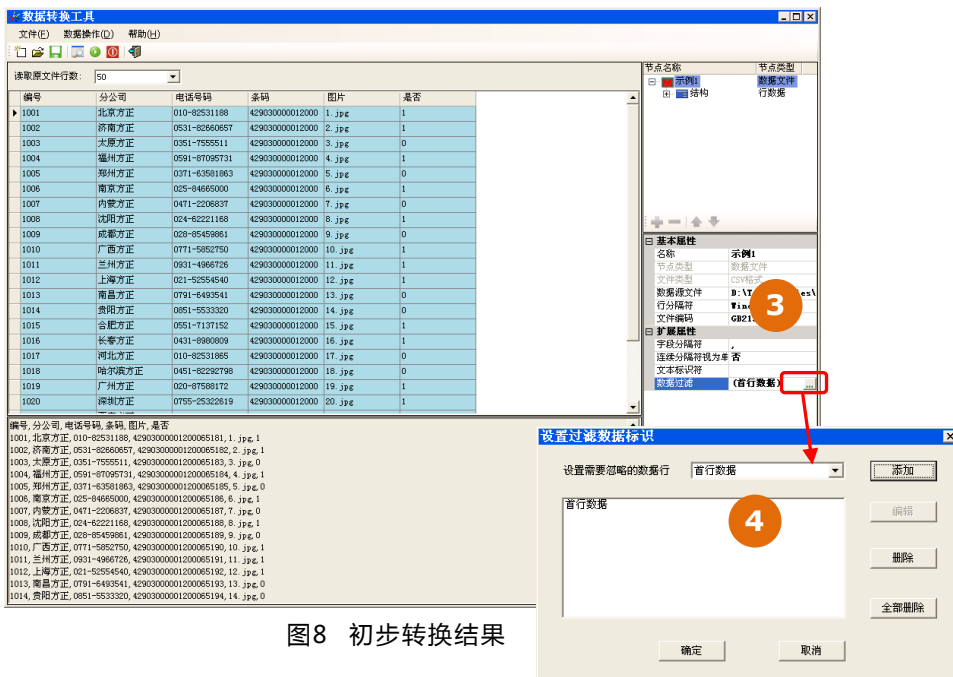 数据转换工具
文件(F) 数据操作(D) 帮助(H)
读取原文件行数: 50
编号 分公司 电话号码 条码 图片 是否
1001 北京方正 010-82531188 429030000012000 1.jpg 1
1002 济南方正 0531-82660657 429030000012000 2.jpg 1
1003 太原方正 0351-7555511 429030000012000 3.jpg 0
1004 福州方正 0591-87095731 429030000012000 4.jpg 1
1005 郑州方正 0371-63581863 429030000012000 5.jpg 0
1006 南京方正 025-84665000 429030000012000 6.jpg 1
1007 内蒙方正 0471-2206837 429030000012000 7.jpg 0
1008 沈阳方正 024-62221168 429030000012000 8.jpg 1
1009 成都方正 028-85459861 429030000012000 9.jpg 0
1010 广西方正 0771-5852750 429030000012000 10.jpg 1
1011 兰州方正 0931-4966726 429030000012000 11.jpg 1
1012 上海方正 021-52554540 429030000012000 12.jpg 1
1013 南昌方正 0791-6493541 429030000012000 13.jpg 0
1014 贵阳方正 0851-5533320 429030000012000 14.jpg 0
1015 合肥方正 0551-7137152 429030000012000 15.jpg 1
1016 长春方正 0431-8980809 429030000012000 16.jpg 1
1017 河北方正 010-82531865 429030000012000 17.jpg 0
1018 哈尔滨方正 0451-82292798 429030000012000 18.jpg 0
1019 广州方正 020-87588172 429030000012000 19.jpg 1
1020 深圳方正 0755-25322619 429030000012000 20.jpg 1
节点名称 节点类型
示例1 数据文件
结构 行数据
基本属性
名称 示例1
节点类型 数据文件
文件类型 CSV格式
数据源文件 D:\T es\
行分隔符 Win
文件编码 GB21
扩展属性
字段分隔符 ,
连续分隔符视为单 否
文本标识符
数据过滤 (首行数据) ...
3
编号,分公司,电话号码,条码,图片,是否
1001,北京方正,010-82531188,42903000001200065181,1.jpg,1
1002,济南方正,0531-82660657,42903000001200065182,2.jpg,1
1003,太原方正,0351-7555511,42903000001200065183,3.jpg,0
1004,福州方正,0591-87095731,42903000001200065184,4.jpg,1
1005,郑州方正,0371-63581863,42903000001200065185,5.jpg,0
1006,南京方正,025-84665000,42903000001200065186,6.jpg,1
1007,内蒙方正,0471-2206837,42903000001200065187,7.jpg,0
1008,沈阳方正,024-62221168,42903000001200065188,8.jpg,1
1009,成都方正,028-85459861,42903000001200065189,9.jpg,0
1010,广西方正,0771-5852750,42903000001200065190,10.jpg,1
1011,兰州方正,0931-4966726,42903000001200065191,11.jpg,1
1012,上海方正,021-52554540,42903000001200065192,12.jpg,1
1013,南昌方正,0791-6493541,42903000001200065193,13.jpg,0
1014,贵阳方正,0851-5533320,42903000001200065194,14.jpg,0
设置过滤数据标识
设置需要忽略的数据行 首行数据 添加
首行数据
4
编辑
删除
全部删除
确定 取消
图8 初步转换结果